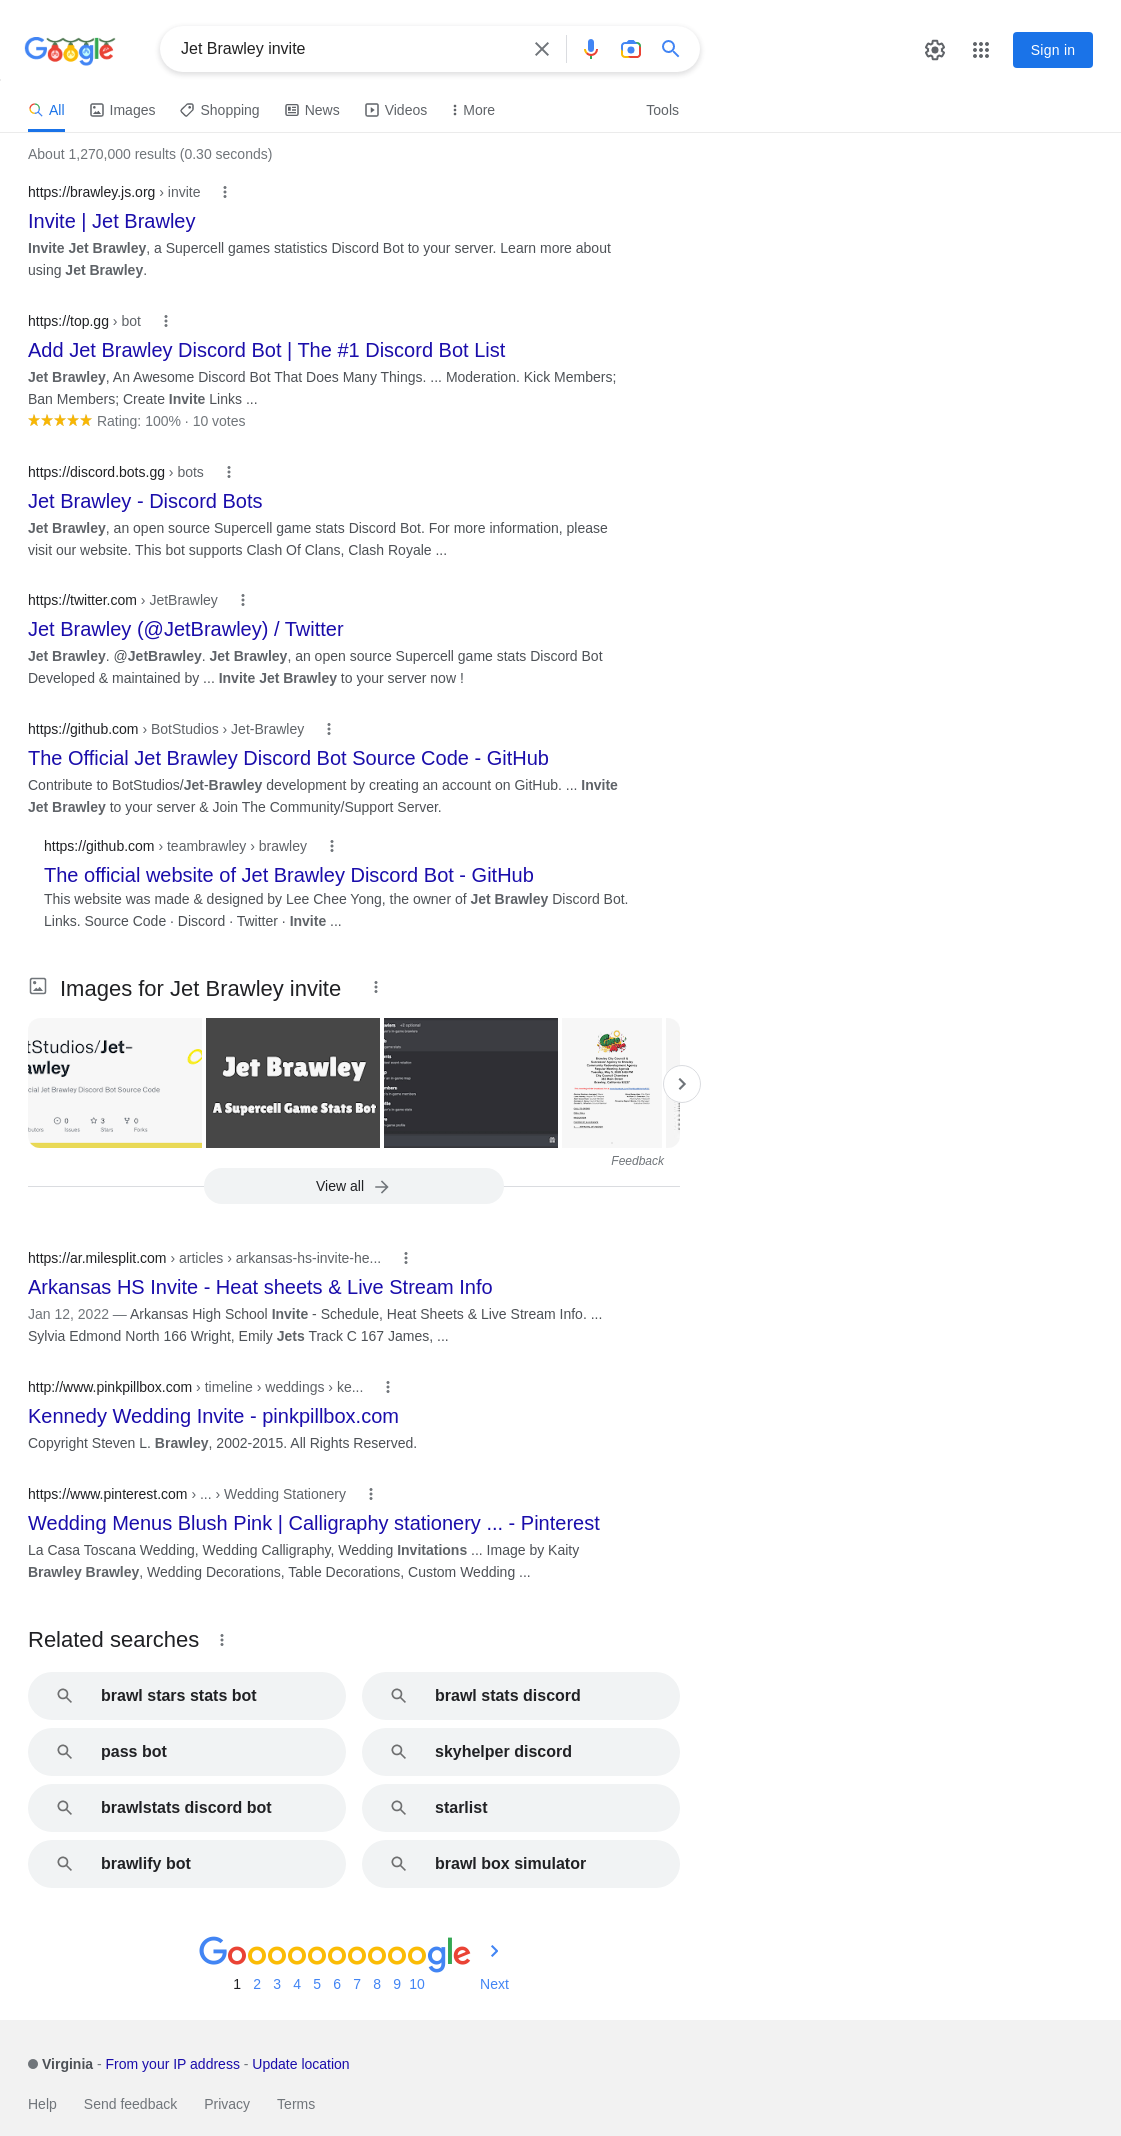 Google
Jet Brawley invite
Sign in
All Images Shopping News Videos More Tools
About 1,270,000 results (0.30 seconds)
https://brawley.js.org › invite
Invite | Jet Brawley
Invite Jet Brawley, a Supercell games statistics Discord Bot to your server. Learn more about
using Jet Brawley.
https://top.gg › bot
Add Jet Brawley Discord Bot | The #1 Discord Bot List
Jet Brawley, An Awesome Discord Bot That Does Many Things. ... Moderation. Kick Members;
Ban Members; Create Invite Links ...
Rating: 100% · 10 votes
https://discord.bots.gg › bots
Jet Brawley - Discord Bots
Jet Brawley, an open source Supercell game stats Discord Bot. For more information, please
visit our website. This bot supports Clash Of Clans, Clash Royale ...
https://twitter.com › JetBrawley
Jet Brawley (@JetBrawley) / Twitter
Jet Brawley. @JetBrawley. Jet Brawley, an open source Supercell game stats Discord Bot
Developed & maintained by ... Invite Jet Brawley to your server now !
https://github.com › BotStudios › Jet-Brawley
The Official Jet Brawley Discord Bot Source Code - GitHub
Contribute to BotStudios/Jet-Brawley development by creating an account on GitHub. ... Invite
Jet Brawley to your server & Join The Community/Support Server.
https://github.com › teambrawley › brawley
The official website of Jet Brawley Discord Bot - GitHub
This website was made & designed by Lee Chee Yong, the owner of Jet Brawley Discord Bot.
Links. Source Code · Discord · Twitter · Invite ...
Images for Jet Brawley invite
tStudios/Jet-
awley
cial Jet Brawley Discord Bot Source Code
0 3 0
butors Issues Stars Forks
Jet Brawley
A Supercell Game Stats Bot
Feedback
View all
https://ar.milesplit.com › articles › arkansas-hs-invite-he...
Arkansas HS Invite - Heat sheets & Live Stream Info
Jan 12, 2022 — Arkansas High School Invite - Schedule, Heat Sheets & Live Stream Info. ...
Sylvia Edmond North 166 Wright, Emily Jets Track C 167 James, ...
http://www.pinkpillbox.com › timeline › weddings › ke...
Kennedy Wedding Invite - pinkpillbox.com
Copyright Steven L. Brawley, 2002-2015. All Rights Reserved.
https://www.pinterest.com › ... › Wedding Stationery
Wedding Menus Blush Pink | Calligraphy stationery ... - Pinterest
La Casa Toscana Wedding, Wedding Calligraphy, Wedding Invitations ... Image by Kaity
Brawley Brawley, Wedding Decorations, Table Decorations, Custom Wedding ...
Related searches
brawl stars stats bot
brawl stats discord
pass bot
skyhelper discord
brawlstats discord bot
starlist
brawlify bot
brawl box simulator
Goooooooooogle
1 2 3 4 5 6 7 8 9 10 Next
Virginia - From your IP address - Update location
Help Send feedback Privacy Terms